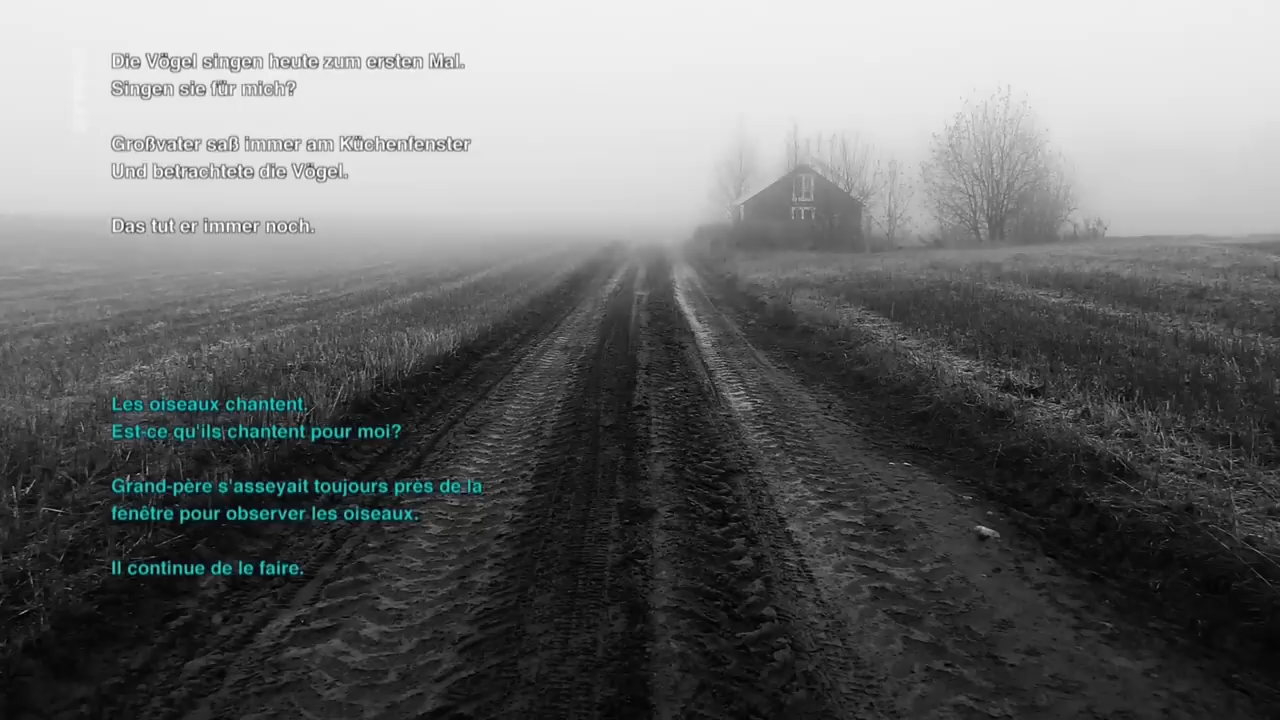 Die Vögel singen heute zum ersten Mal.
Singen sie für mich?
Großvater saß immer am Küchenfenster
Und betrachtete die Vögel.
Das tut er immer noch.
Les oiseaux chantent.
Est-ce qu'ils chantent pour moi?
Grand-père s'asseyait toujours près de la
fenêtre pour observer les oiseaux.
Il continue de le faire.